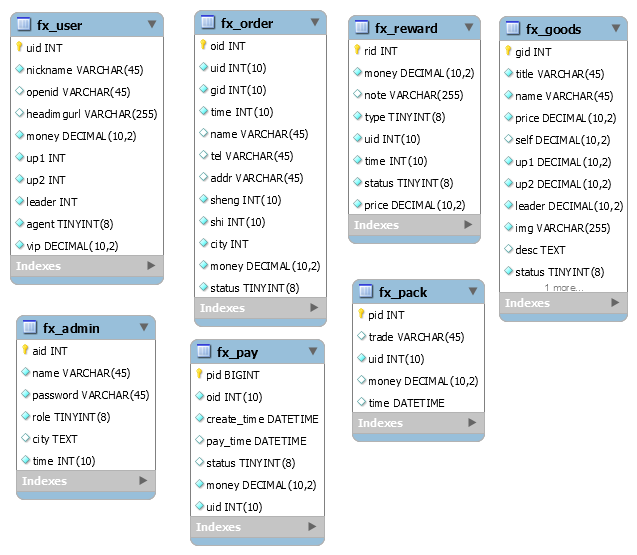 fx_user
uid INT
nickname VARCHAR(45)
openid VARCHAR(45)
headimgurl VARCHAR(255)
money DECIMAL(10,2)
up1 INT
up2 INT
leader INT
agent TINYINT(8)
vip DECIMAL(10,2)
Indexes
fx_order
oid INT
uid INT(10)
gid INT(10)
time INT(10)
name VARCHAR(45)
tel VARCHAR(45)
addr VARCHAR(45)
sheng INT(10)
shi INT(10)
city INT
money DECIMAL(10,2)
status TINYINT(8)
Indexes
fx_reward
rid INT
money DECIMAL(10,2)
note VARCHAR(255)
type TINYINT(8)
uid INT(10)
time INT(10)
status TINYINT(8)
price DECIMAL(10,2)
Indexes
fx_goods
gid INT
title VARCHAR(45)
name VARCHAR(45)
price DECIMAL(10,2)
self DECIMAL(10,2)
up1 DECIMAL(10,2)
up2 DECIMAL(10,2)
leader DECIMAL(10,2)
img VARCHAR(255)
desc TEXT
status TINYINT(8)
1 more...
Indexes
fx_admin
aid INT
name VARCHAR(45)
password VARCHAR(45)
role TINYINT(8)
city TEXT
time INT(10)
Indexes
fx_pay
pid BIGINT
oid INT(10)
create_time DATETIME
pay_time DATETIME
status TINYINT(8)
money DECIMAL(10,2)
uid INT(10)
Indexes
fx_pack
pid INT
trade VARCHAR(45)
uid INT(10)
money DECIMAL(10,2)
time DATETIME
Indexes